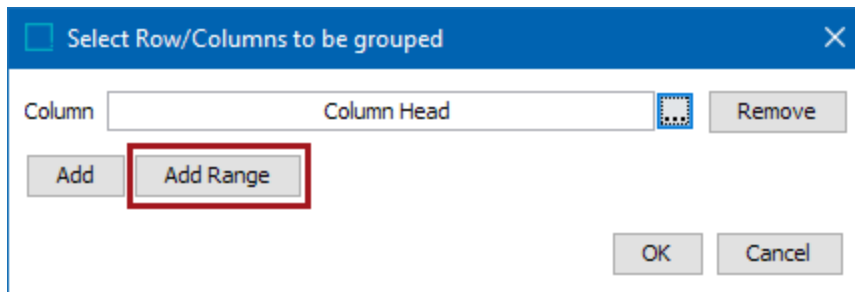 Select Row/Columns to be grouped
Column Column Head ... Remove
Add Add Range
OK Cancel